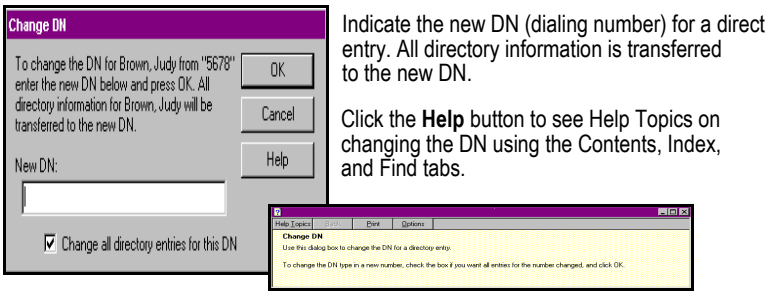 Change DN
To change the DN for Brown, Judy from "5678"
enter the new DN below and press OK. All
directory information for Brown, Judy will be
transferred to the new DN.
OK
Cancel
Help
New DN:
Change all directory entries for this DN
Indicate the new DN (dialing number) for a direct
entry. All directory information is transferred
to the new DN.
Click the Help button to see Help Topics on
changing the DN using the Contents, Index,
and Find tabs.
?
Help Topics Back Print Options
Change DN
Use this dialog box to change the DN for a directory entry.
To change the DN type in a new number, check the box if you want all entries for the number changed, and click OK.